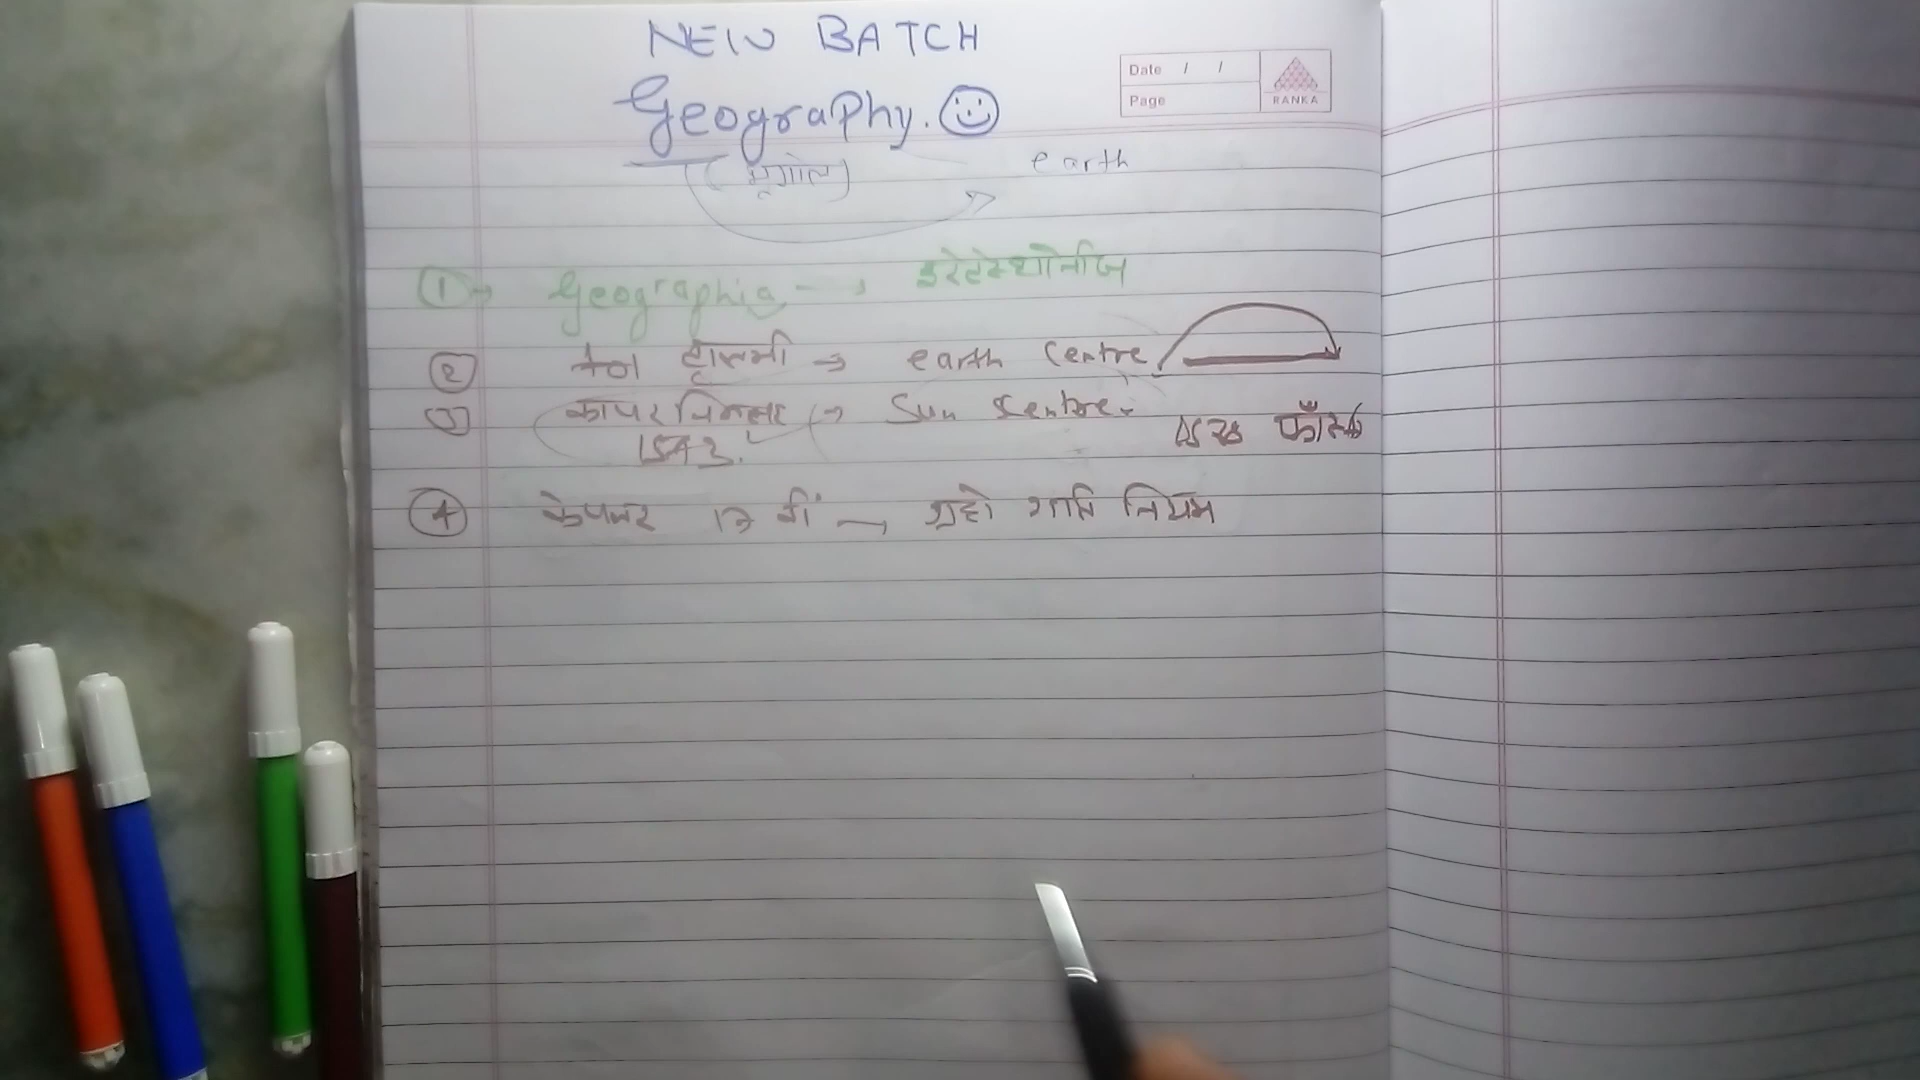 NEW BATCH
Geography.
(भूगोल)
earth
Date / /
Page
RANKA
① Geographia → इरेटेस्थोनीज
② टॉलमी → earth Centre
③ कापरनिकस → Sun Centre.
1543.
④ केपलर 17 वीं → ग्रहो गति नियम